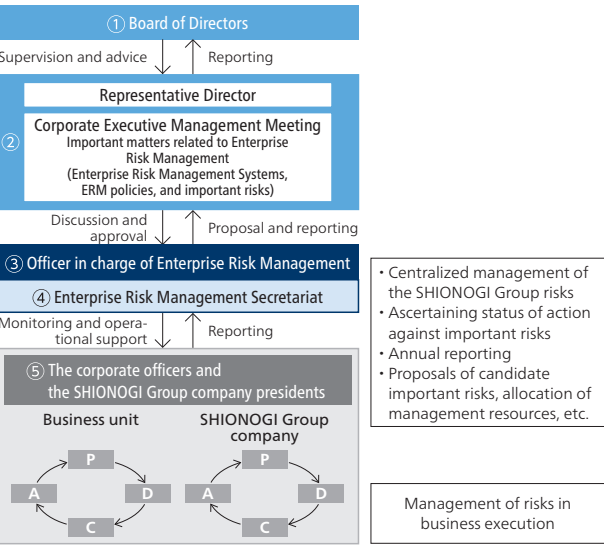 ① Board of Directors
Supervision and advice
Reporting
Representative Director
②
Corporate Executive Management Meeting
Important matters related to Enterprise
Risk Management
(Enterprise Risk Management Systems,
ERM policies, and important risks)
Discussion and
approval
Proposal and reporting
③ Officer in charge of Enterprise Risk Management
④ Enterprise Risk Management Secretariat
Monitoring and opera-
tional support
Reporting
• Centralized management of
the SHIONOGI Group risks
• Ascertaining status of action
against important risks
• Annual reporting
• Proposals of candidate
important risks, allocation of
management resources, etc.
⑤ The corporate officers and
the SHIONOGI Group company presidents
Business unit
P
A
D
C
SHIONOGI Group
company
P
A
D
C
Management of risks in
business execution